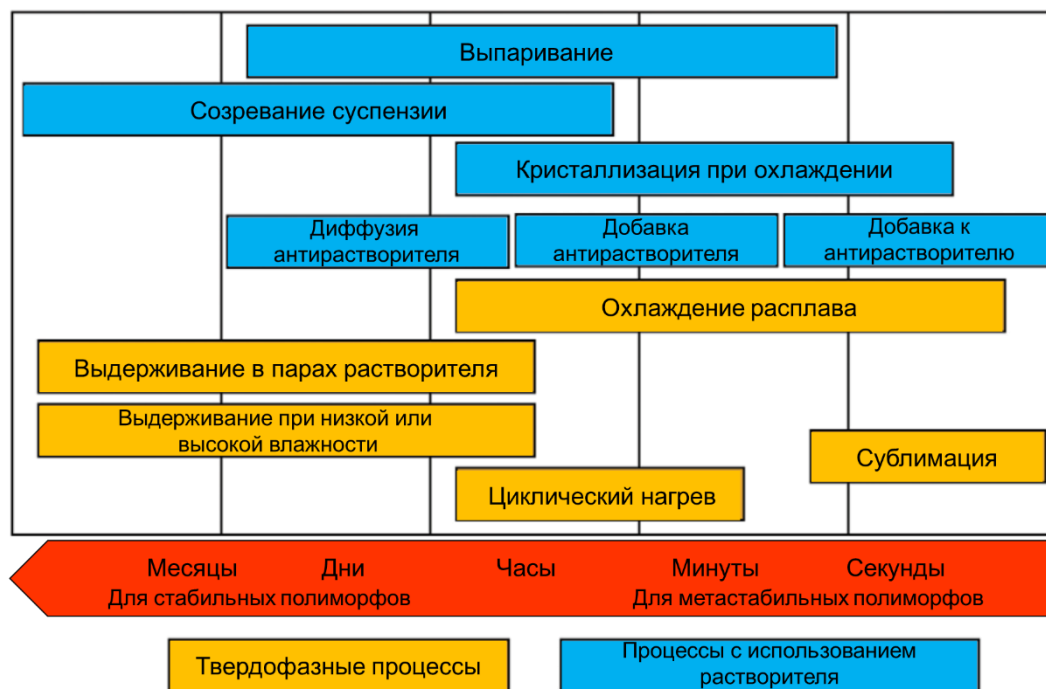 Выпаривание
Созревание суспензии
Кристаллизация при охлаждении
Диффузия
антирастворителя
Добавка
антирастворителя
Добавка к
антирастворителю
Охлаждение расплава
Выдерживание в парах растворителя
Выдерживание при низкой или
высокой влажности
Сублимация
Циклический нагрев
Месяцы Дни Часы Минуты Секунды
Для стабильных полиморфов Для метастабильных полиморфов
Твердофазные процессы
Процессы с использованием
растворителя